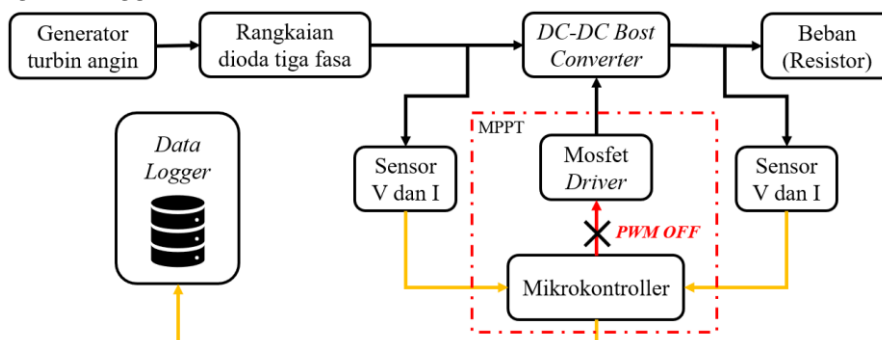 Generator
turbin angin
Rangkaian
dioda tiga fasa
DC-DC Bost
Converter
Beban
(Resistor)
Data
Logger
Sensor
V dan I
MPPT
Mosfet
Driver
Sensor
V dan I
PWM OFF
Mikrokontroller